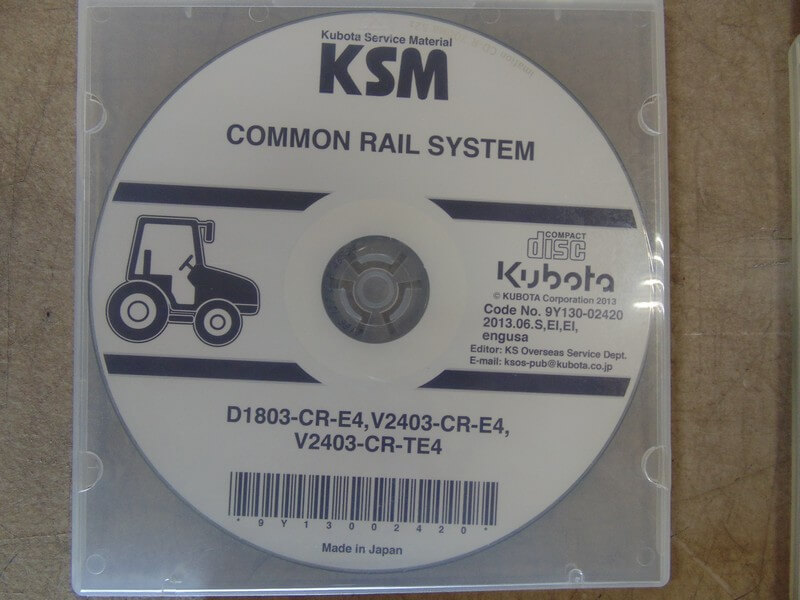 Kubota Service Material
KSM
COMMON RAIL SYSTEM
COMPACT
disc
Kubota
© KUBOTA Corporation 2013
Code No. 9Y130-02420
2013.06.S,EI,EI,
engusa
Editor: KS Overseas Service Dept.
E-mail: ksos-pub@kubota.co.jp
D1803-CR-E4,V2403-CR-E4,
V2403-CR-TE4
*9Y13002420*
Made in Japan